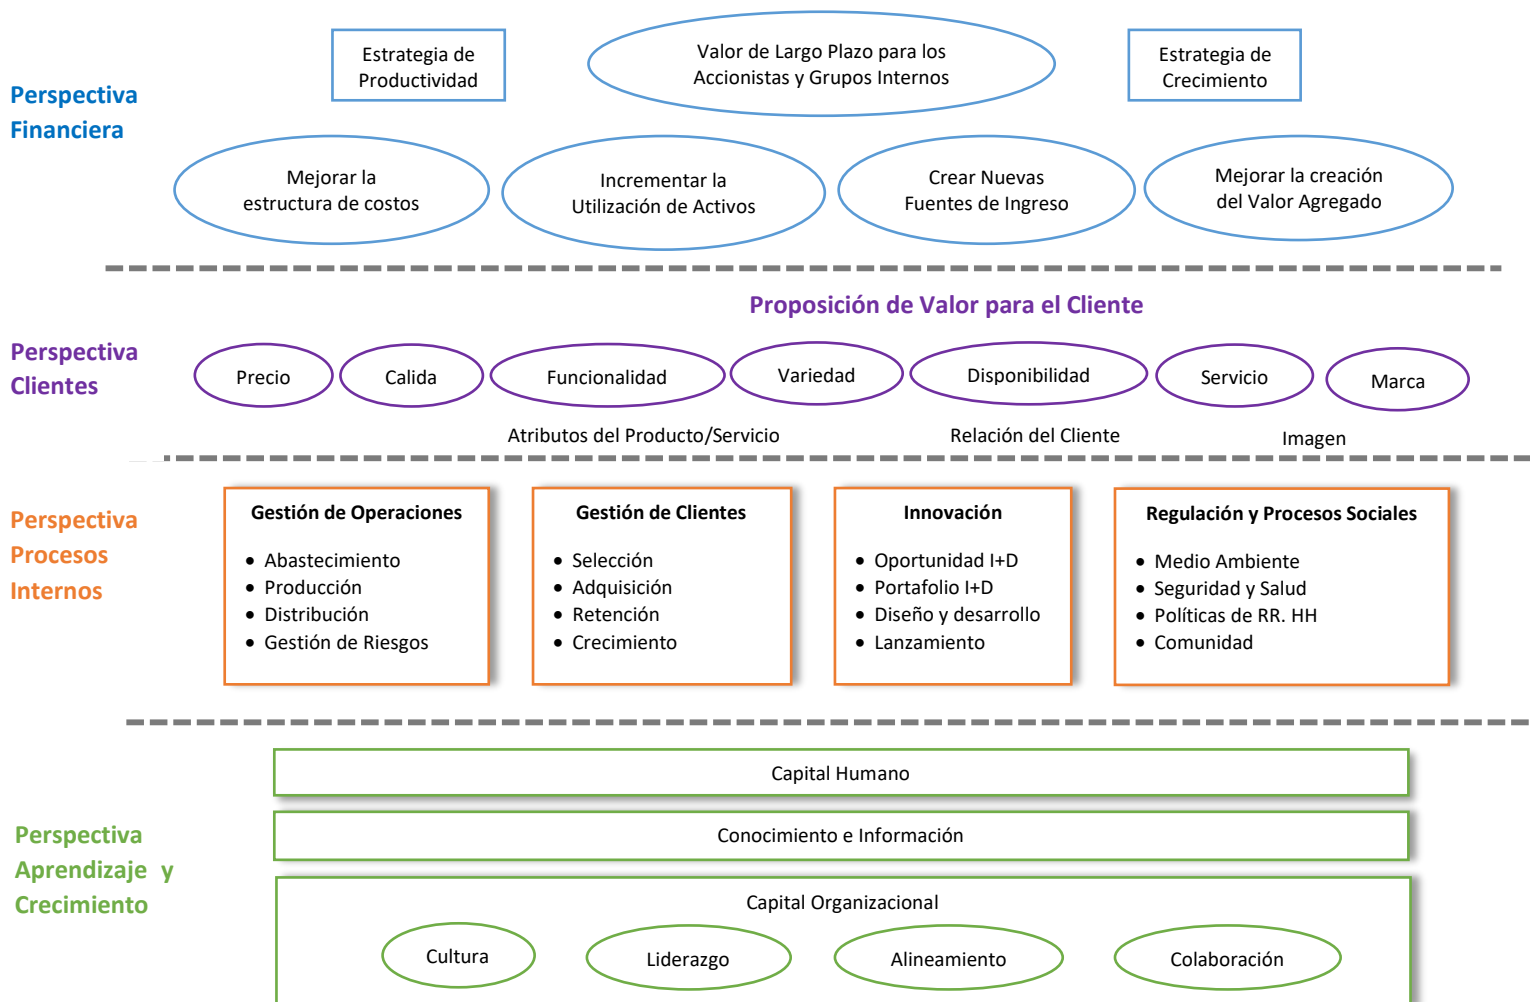 Perspectiva
Financiera
Estrategia de
Productividad
Valor de Largo Plazo para los
Accionistas y Grupos Internos
Estrategia de
Crecimiento
Mejorar la
estructura de costos
Incrementar la
Utilización de Activos
Crear Nuevas
Fuentes de Ingreso
Mejorar la creación
del Valor Agregado
Proposición de Valor para el Cliente
Perspectiva
Clientes
Precio
Calida
Funcionalidad
Variedad
Disponibilidad
Servicio
Marca
Atributos del Producto/Servicio
Relación del Cliente
Imagen
Perspectiva
Procesos
Internos
Gestión de Operaciones
• Abastecimiento
• Producción
• Distribución
• Gestión de Riesgos
Gestión de Clientes
• Selección
• Adquisición
• Retención
• Crecimiento
Innovación
• Oportunidad I+D
• Portafolio I+D
• Diseño y desarrollo
• Lanzamiento
Regulación y Procesos Sociales
• Medio Ambiente
• Seguridad y Salud
• Políticas de RR. HH
• Comunidad
Perspectiva
Aprendizaje y
Crecimiento
Capital Humano
Conocimiento e Información
Capital Organizacional
Cultura
Liderazgo
Alineamiento
Colaboración